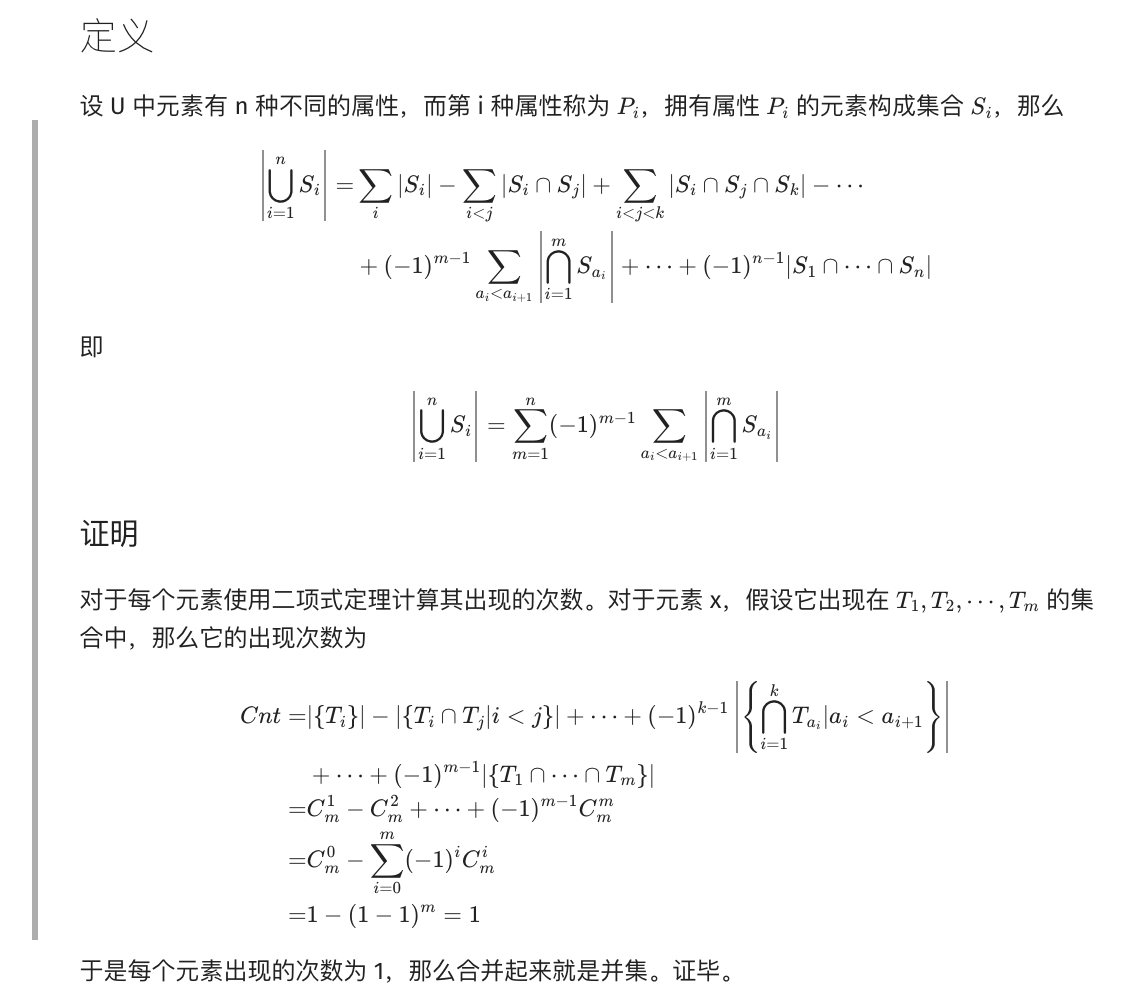 定义
设 U 中元素有 n 种不同的属性，而第 i 种属性称为 $P_i$，拥有属性 $P_i$ 的元素构成集合 $S_i$，那么
$\left|\bigcup_{i=1}^{n} S_i\right| = \sum_{i} |S_i| - \sum_{i<j} |S_i \cap S_j| + \sum_{i<j<k} |S_i \cap S_j \cap S_k| - \cdots$
$+ (-1)^{m-1} \sum_{a_i<a_{i+1}} \left|\bigcap_{i=1}^{m} S_{a_i}\right| + \cdots + (-1)^{n-1} |S_1 \cap \cdots \cap S_n|$
即
$\left|\bigcup_{i=1}^{n} S_i\right| = \sum_{m=1}^{n} (-1)^{m-1} \sum_{a_i<a_{i+1}} \left|\bigcap_{i=1}^{m} S_{a_i}\right|$
证明
对于每个元素使用二项式定理计算其出现的次数。对于元素 x，假设它出现在 $T_1, T_2, \cdots, T_m$ 的集
合中，那么它的出现次数为
$Cnt = |\{T_i\}| - |\{T_i \cap T_j | i < j\}| + \cdots + (-1)^{k-1} \left|\left\{\bigcap_{i=1}^{k} T_{a_i} | a_i < a_{i+1}\right\}\right|$
$+ \cdots + (-1)^{m-1} |\{T_1 \cap \cdots \cap T_m\}|$
$= C_m^1 - C_m^2 + \cdots + (-1)^{m-1} C_m^m$
$= C_m^0 - \sum_{i=0}^{m} (-1)^i C_m^i$
$= 1 - (1 - 1)^m = 1$
于是每个元素出现的次数为 1，那么合并起来就是并集。证毕。